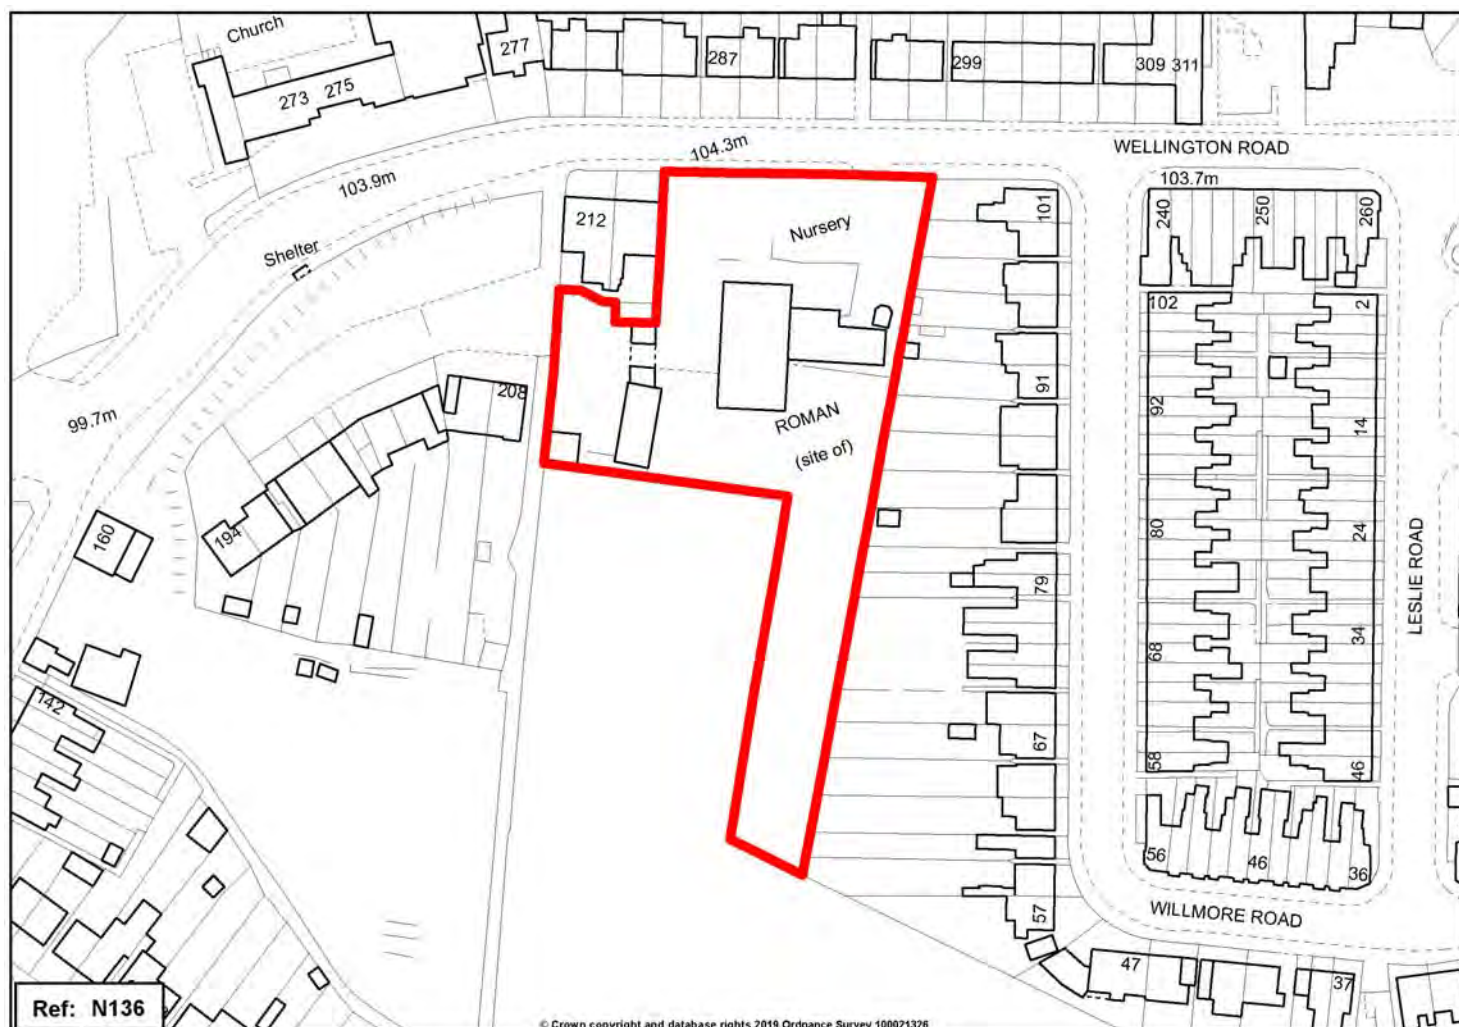 Church
277
287
299
309 311
273 275
WELLINGTON ROAD
104.3m
103.9m
103.7m
212
Nursery
101
240
250
260
Shelter
102
2
208
91
99.7m
92
14
ROMAN
(site of)
194
160
80
24
79
LESLIE ROAD
68
34
142
67
58
46
56
46
36
57
WILLMORE ROAD
47
37
Ref: N136
© Crown copyright and database rights 2019 Ordnance Survey 100021326